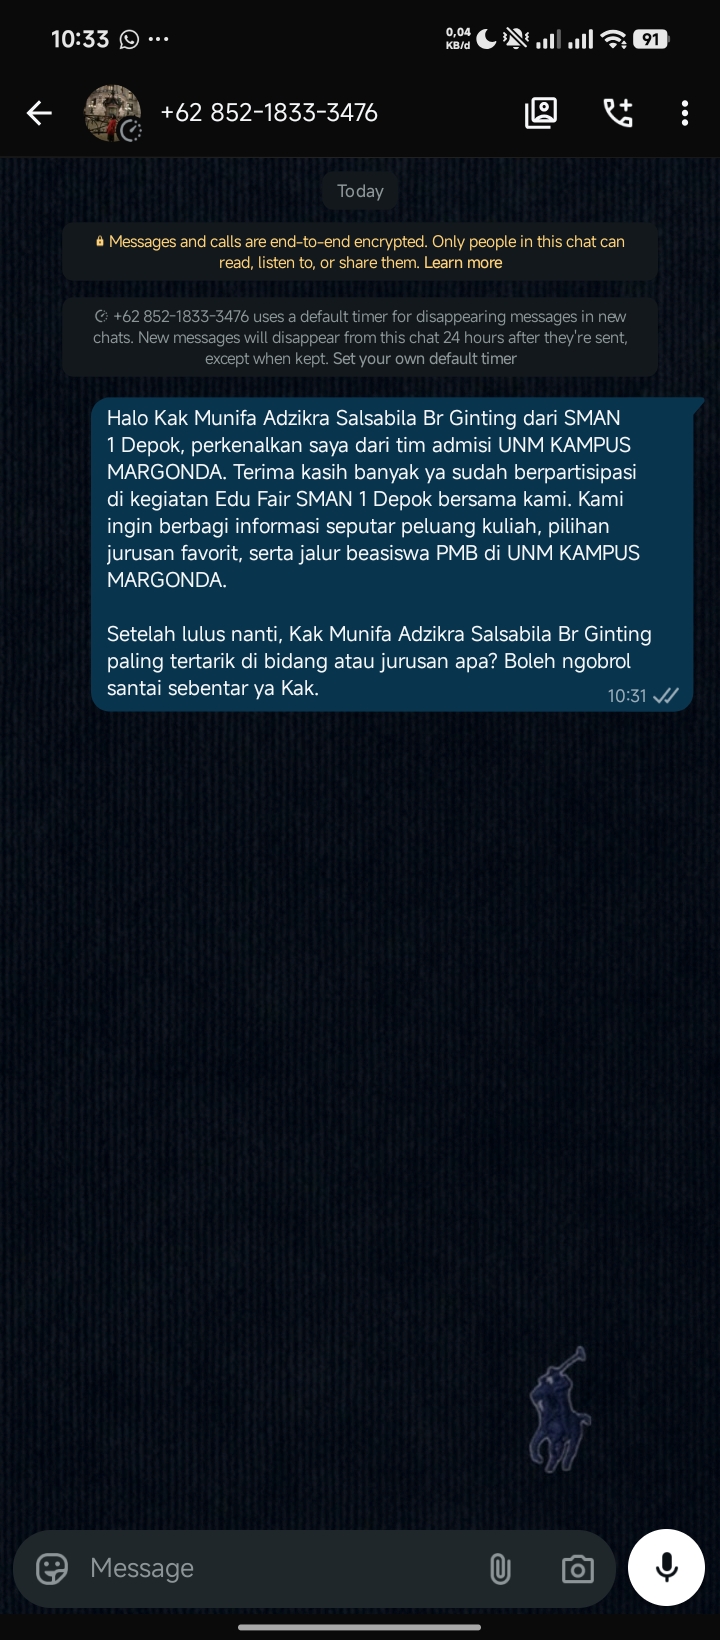 10:33
0,04
KB/d
91
+62 852-1833-3476
Today
Messages and calls are end-to-end encrypted. Only people in this chat can
read, listen to, or share them. Learn more
+62 852-1833-3476 uses a default timer for disappearing messages in new
chats. New messages will disappear from this chat 24 hours after they're sent,
except when kept. Set your own default timer
Halo Kak Munifa Adzikra Salsabila Br Ginting dari SMAN
1 Depok, perkenalkan saya dari tim admisi UNM KAMPUS
MARGONDA. Terima kasih banyak ya sudah berpartisipasi
di kegiatan Edu Fair SMAN 1 Depok bersama kami. Kami
ingin berbagi informasi seputar peluang kuliah, pilihan
jurusan favorit, serta jalur beasiswa PMB di UNM KAMPUS
MARGONDA.
Setelah lulus nanti, Kak Munifa Adzikra Salsabila Br Ginting
paling tertarik di bidang atau jurusan apa? Boleh ngobrol
santai sebentar ya Kak.
10:31
Message